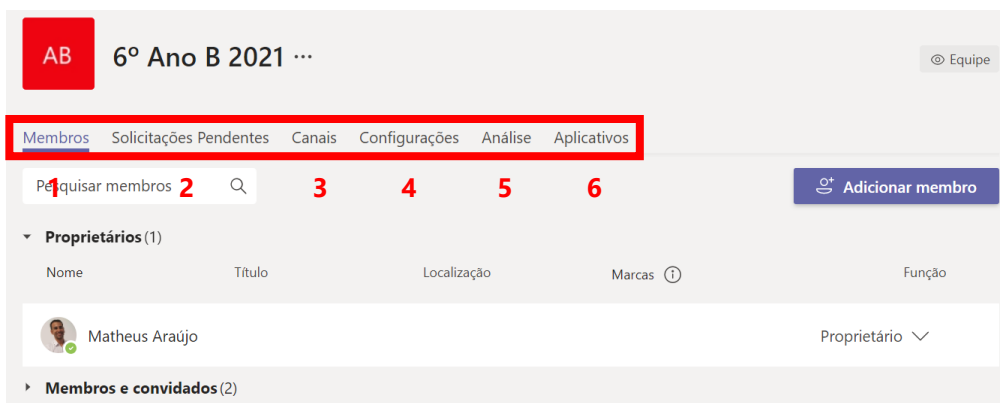 AB 6º Ano B 2021 ···
Equipe
Membros Solicitações Pendentes Canais Configurações Análise Aplicativos
Pesquisar membros
1 2 3 4 5 6
Adicionar membro
Proprietários (1)
Nome Título Localização Marcas Função
Matheus Araújo Proprietário
Membros e convidados (2)